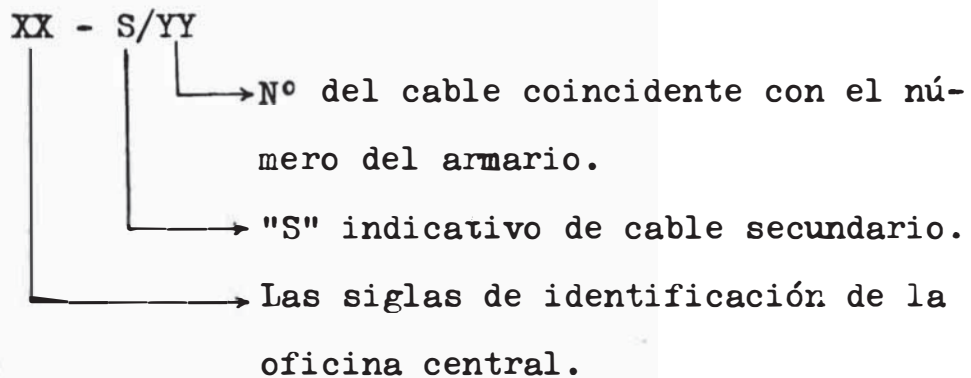 XX - S/YY
Nº del cable coincidente con el nú-
mero del armario.
"S" indicativo de cable secundario.
Las siglas de identificación de la
oficina central.